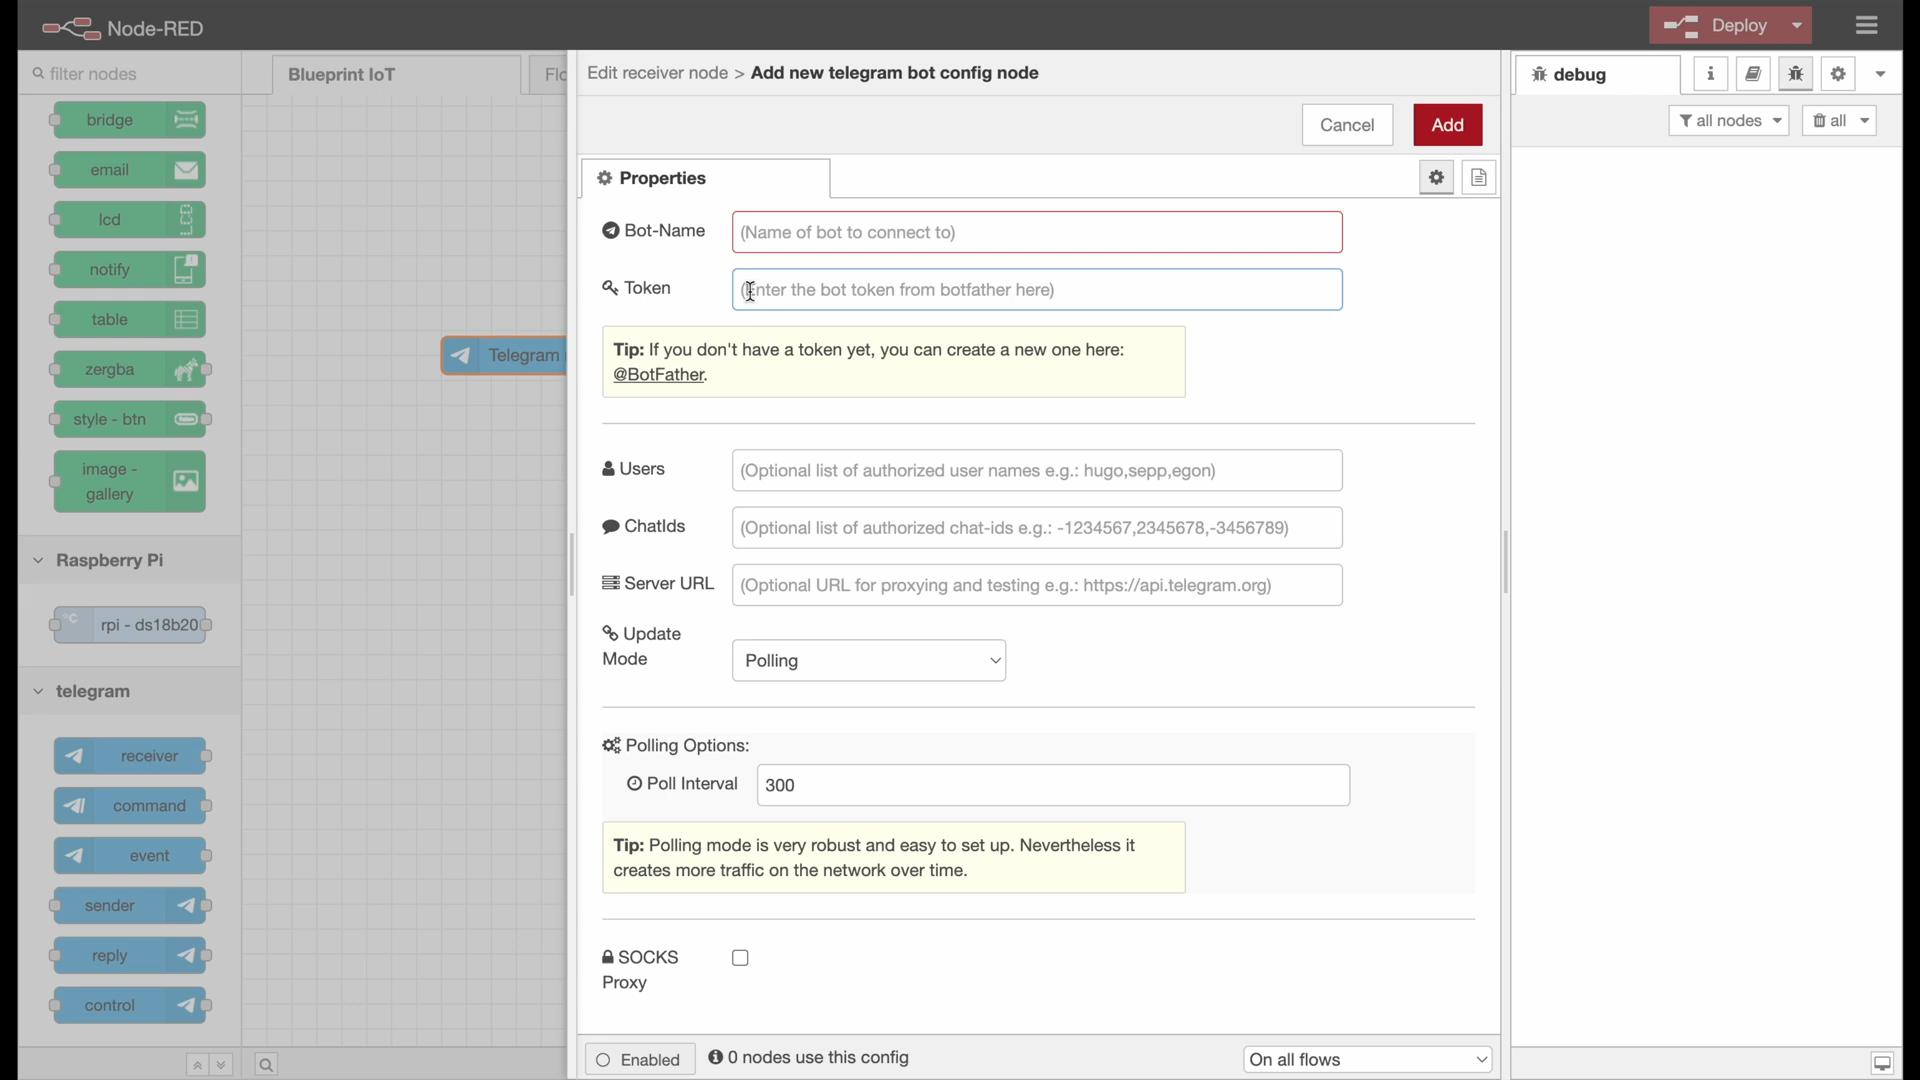 Node-RED
Deploy
filter nodes
Blueprint IoT
Flo
Edit receiver node > Add new telegram bot config node
debug
Cancel
Add
all nodes
all
Properties
Bot-Name
(Name of bot to connect to)
Token
(Enter the bot token from botfather here)
Tip: If you don't have a token yet, you can create a new one here:
@BotFather.
Users
(Optional list of authorized user names e.g.: hugo,sepp,egon)
ChatIds
(Optional list of authorized chat-ids e.g.: -1234567,2345678,-3456789)
Server URL
(Optional URL for proxying and testing e.g.: https://api.telegram.org)
Update
Mode
Polling
Polling Options:
Poll Interval
300
Tip: Polling mode is very robust and easy to set up. Nevertheless it
creates more traffic on the network over time.
SOCKS
Proxy
Enabled
0 nodes use this config
On all flows
bridge
email
lcd
notify
table
zergba
style - btn
image -
gallery
Raspberry Pi
°C
rpi - ds18b20
telegram
receiver
command
event
sender
reply
control
Telegram